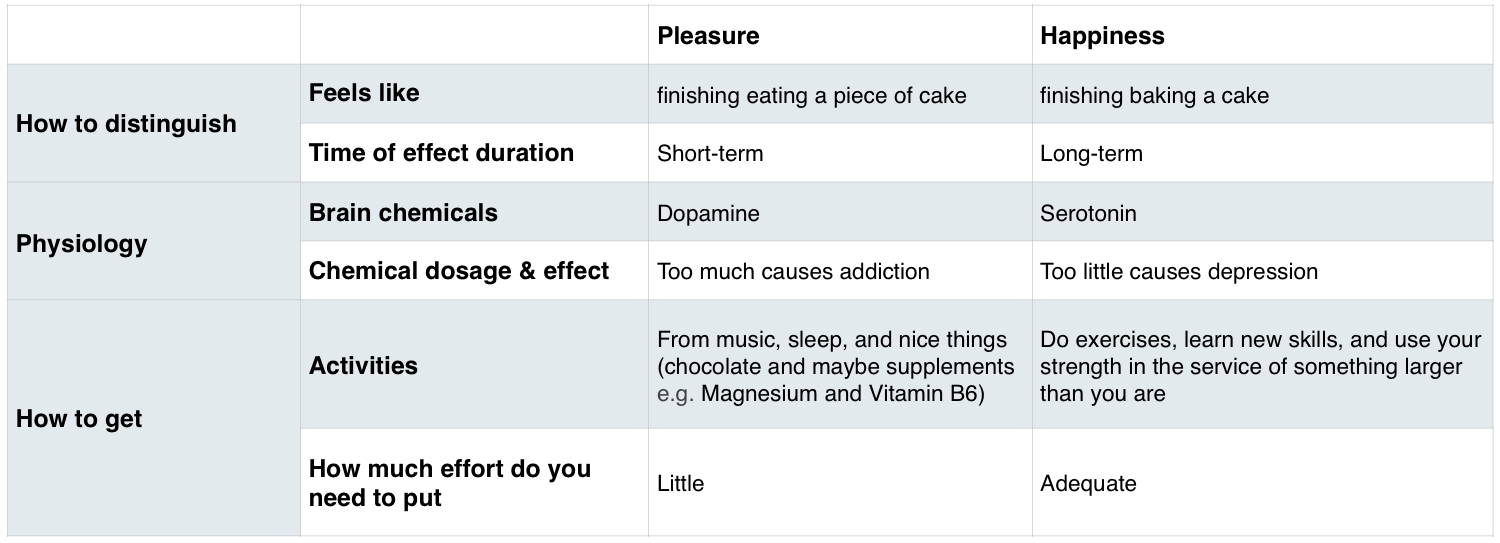 Pleasure
Happiness
How to distinguish
Feels like
finishing eating a piece of cake
finishing baking a cake
Time of effect duration
Short-term
Long-term
Physiology
Brain chemicals
Dopamine
Serotonin
Chemical dosage & effect
Too much causes addiction
Too little causes depression
How to get
Activities
From music, sleep, and nice things
(chocolate and maybe supplements
e.g. Magnesium and Vitamin B6)
Do exercises, learn new skills, and use your
strength in the service of something larger
than you are
How much effort do you
need to put
Little
Adequate